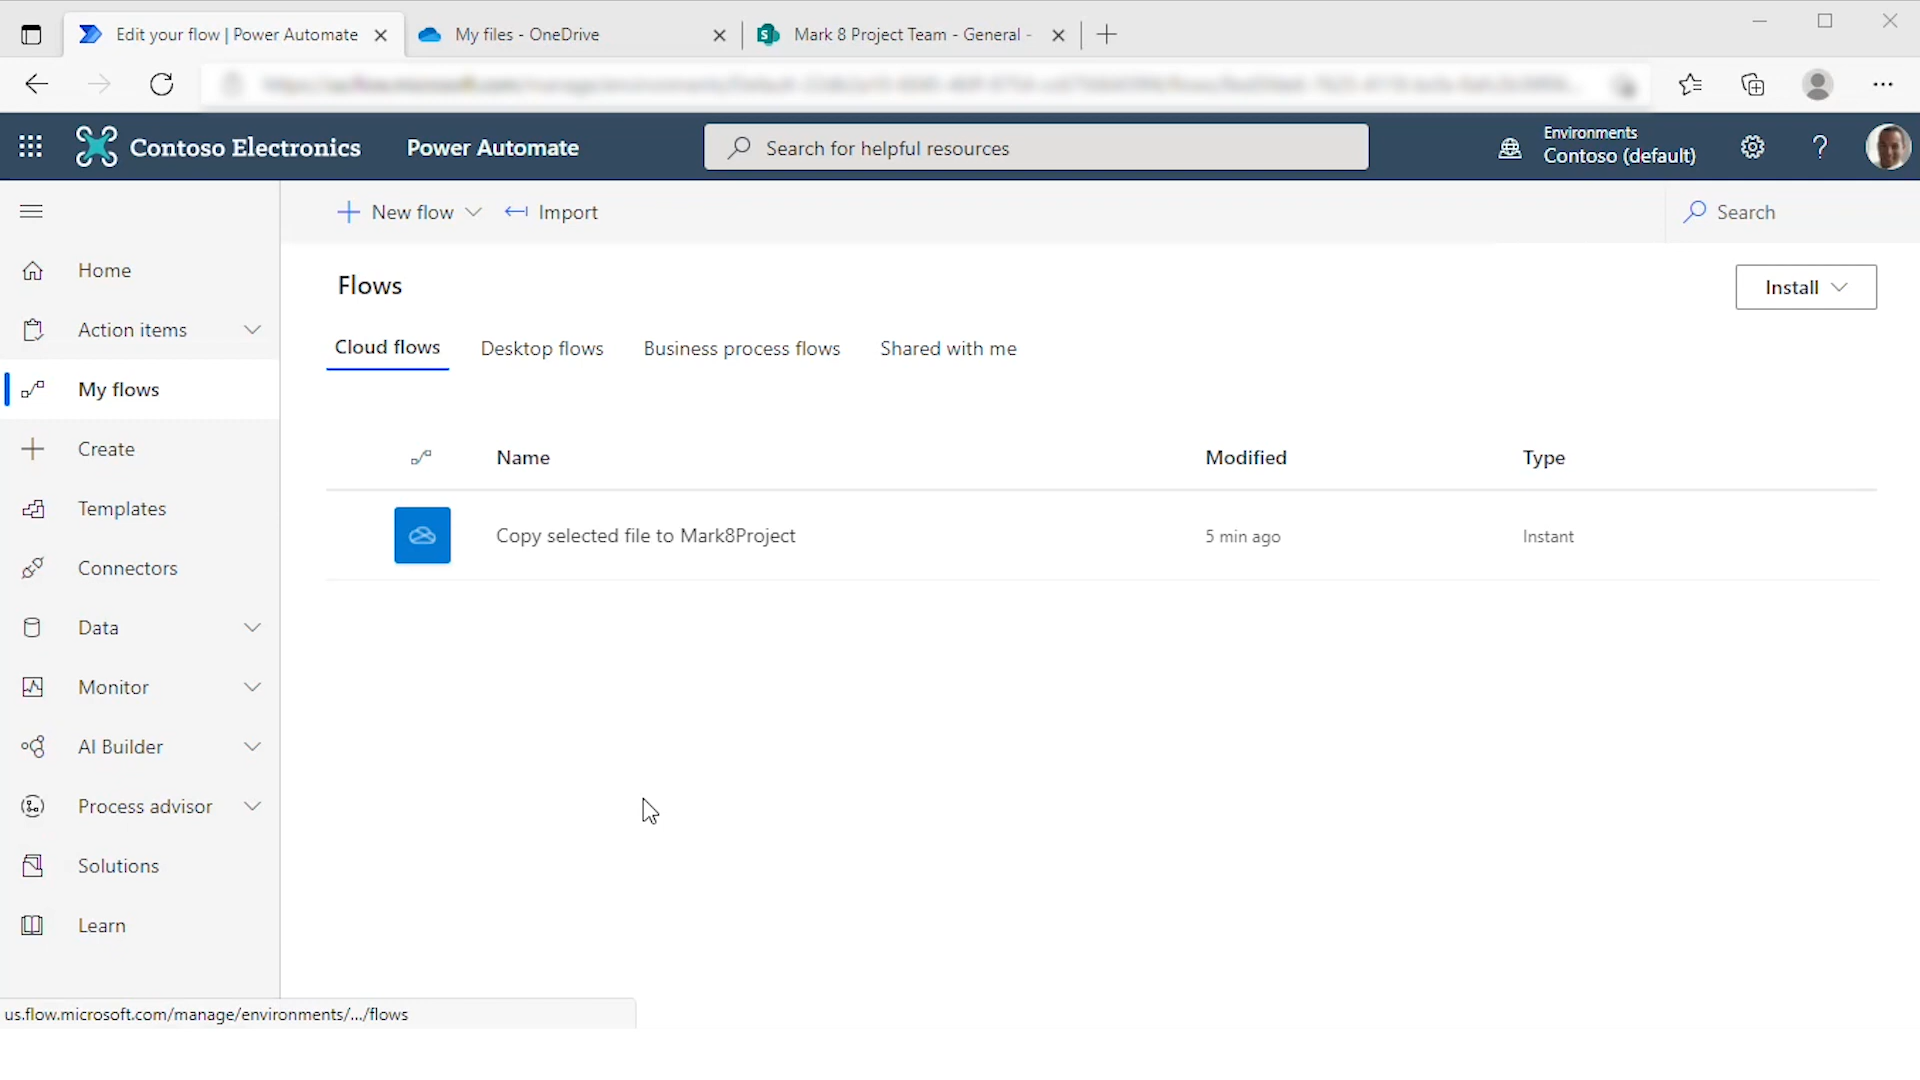 Edit your flow | Power Automate
My files - OneDrive
Mark 8 Project Team - General -
Contoso Electronics
Power Automate
Search for helpful resources
Environments
Contoso (default)
?
New flow
Import
Search
Home
Action items
My flows
Create
Templates
Connectors
Data
Monitor
AI Builder
Process advisor
Solutions
Learn
Flows
Install
Cloud flows
Desktop flows
Business process flows
Shared with me
Name
Modified
Type
Copy selected file to Mark8Project
5 min ago
Instant
us.flow.microsoft.com/manage/environments/.../flows